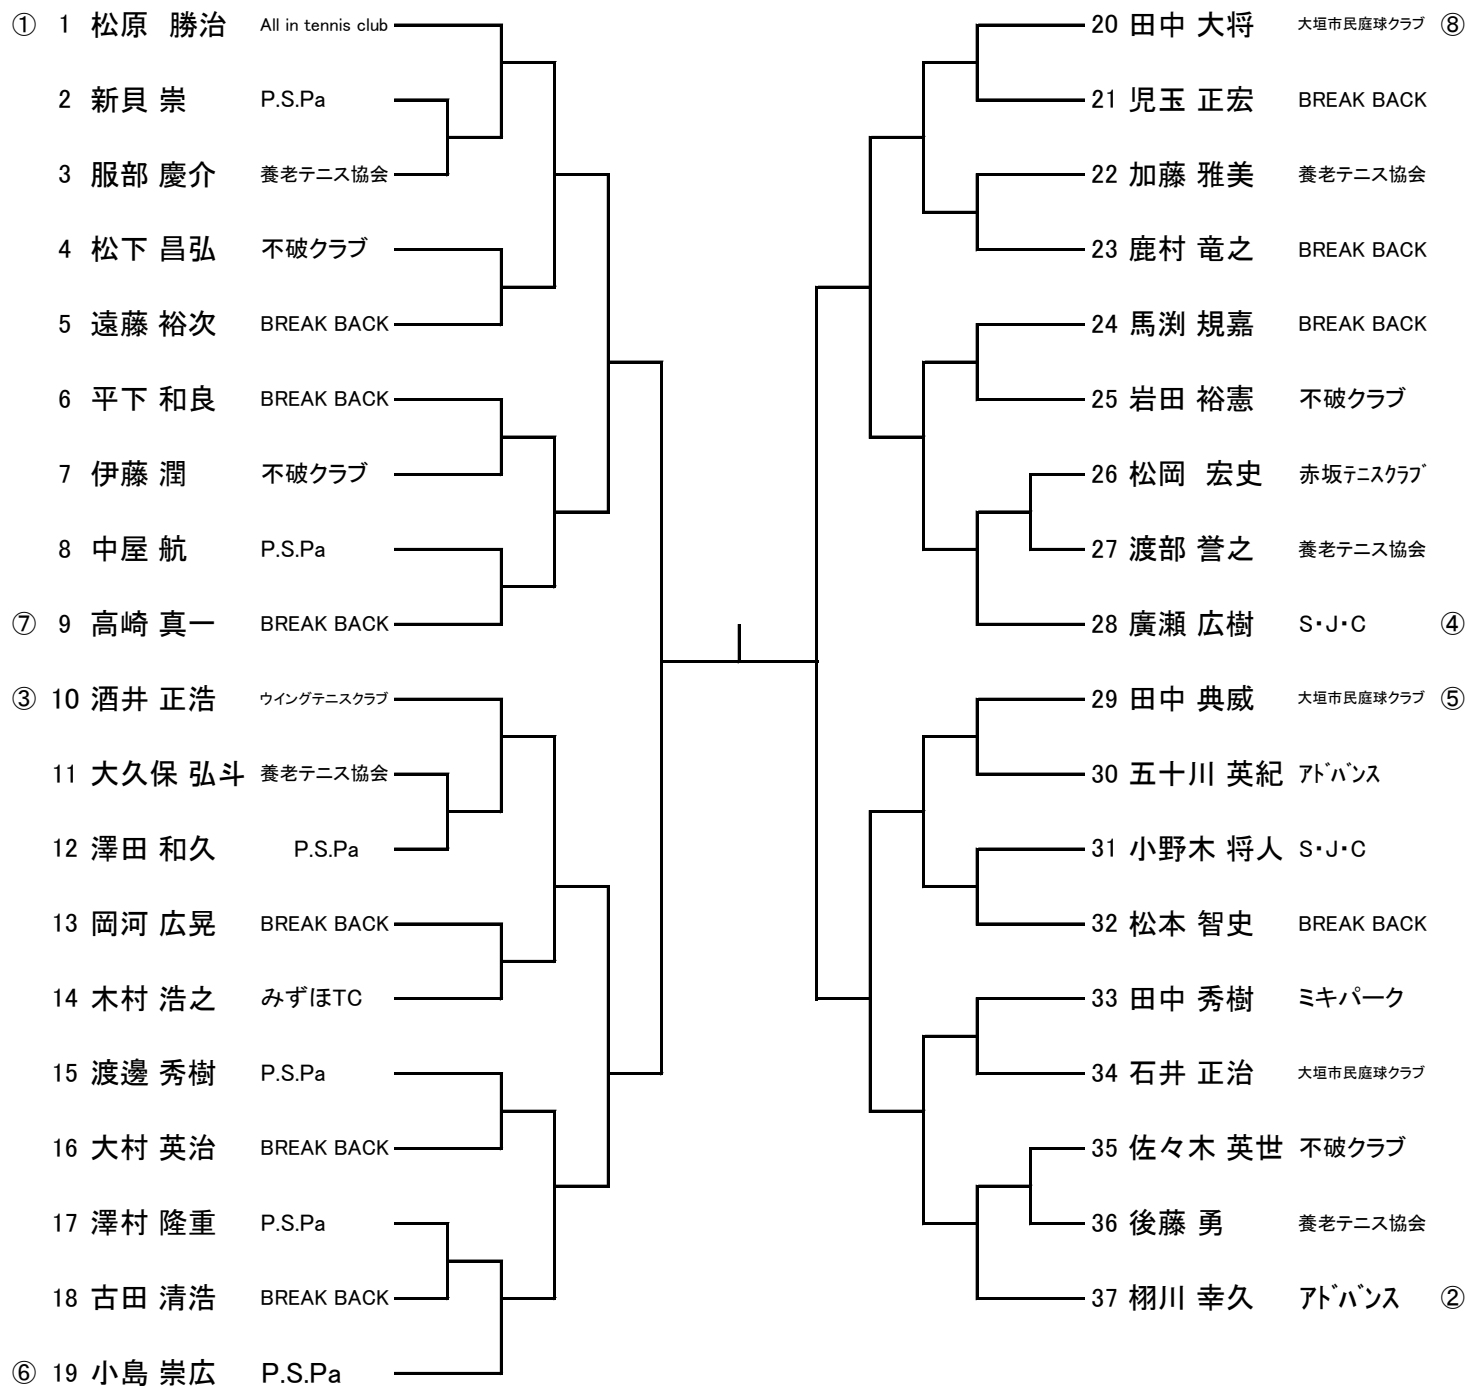 ① 1 松原 勝治 All in tennis club
2 新貝 崇 P.S.Pa
3 服部 慶介 養老テニス協会
4 松下 昌弘 不破クラブ
5 遠藤 裕次 BREAK BACK
6 平下 和良 BREAK BACK
7 伊藤 潤 不破クラブ
8 中屋 航 P.S.Pa
⑦ 9 高崎 真一 BREAK BACK
③ 10 酒井 正浩 ウイングテニスクラブ
11 大久保 弘斗 養老テニス協会
12 澤田 和久 P.S.Pa
13 岡河 広晃 BREAK BACK
14 木村 浩之 みずほTC
15 渡邊 秀樹 P.S.Pa
16 大村 英治 BREAK BACK
17 澤村 隆重 P.S.Pa
18 古田 清浩 BREAK BACK
⑥ 19 小島 崇広 P.S.Pa
20 田中 大将 大垣市民庭球クラブ ⑧
21 児玉 正宏 BREAK BACK
22 加藤 雅美 養老テニス協会
23 鹿村 竜之 BREAK BACK
24 馬渕 規嘉 BREAK BACK
25 岩田 裕憲 不破クラブ
26 松岡 宏史 赤坂ﾃﾆｽｸﾗﾌﾞ
27 渡部 誉之 養老テニス協会
28 廣瀬 広樹 S・J・C ④
29 田中 典威 大垣市民庭球クラブ ⑤
30 五十川 英紀 ｱﾄﾞﾊﾞﾝｽ
31 小野木 将人 S・J・C
32 松本 智史 BREAK BACK
33 田中 秀樹 ミキパーク
34 石井 正治 大垣市民庭球クラブ
35 佐々木 英世 不破クラブ
36 後藤 勇 養老テニス協会
37 栩川 幸久 ｱﾄﾞﾊﾞﾝｽ ②